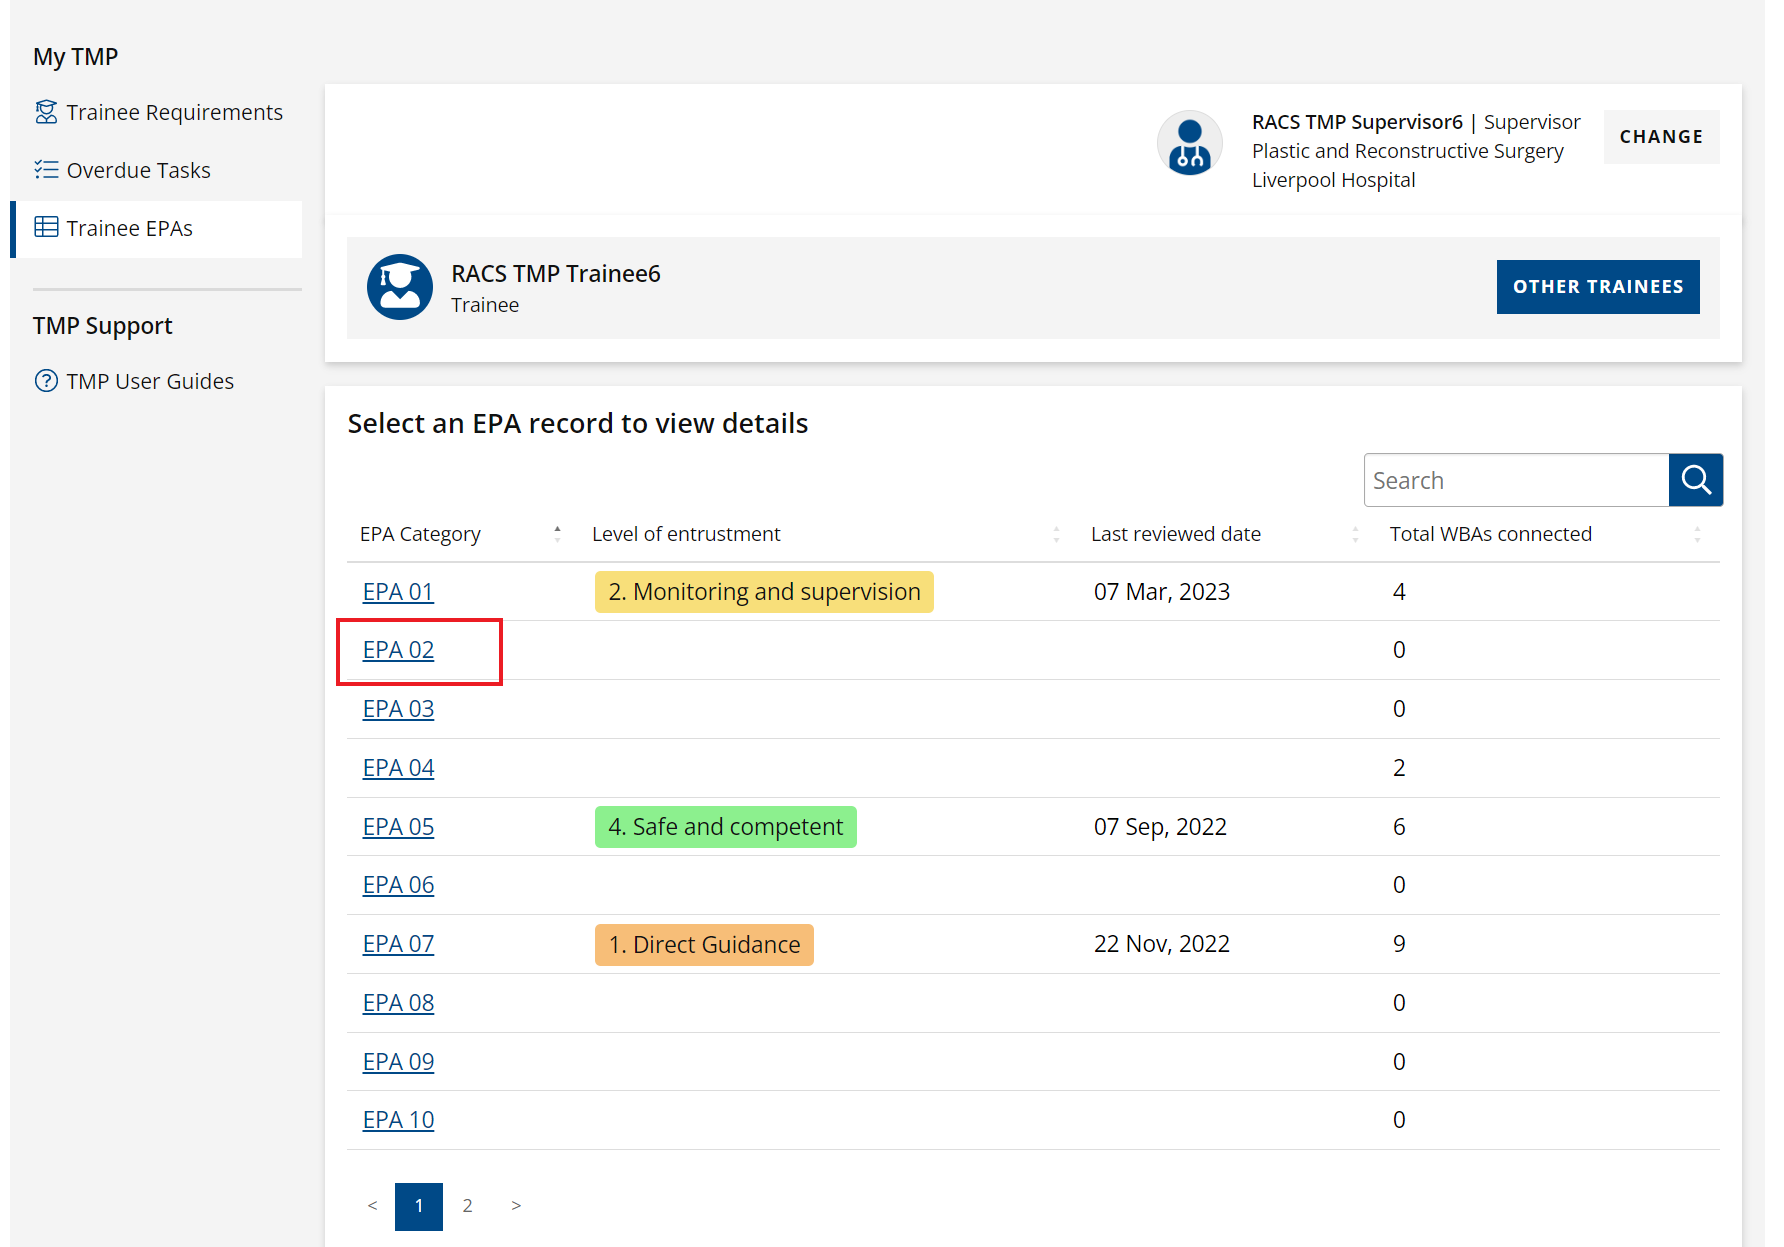 My TMP
Trainee Requirements
Overdue Tasks
Trainee EPAs
TMP Support
TMP User Guides
RACS TMP Supervisor6 | Supervisor
Plastic and Reconstructive Surgery
Liverpool Hospital
CHANGE
RACS TMP Trainee6
Trainee
OTHER TRAINEES
Select an EPA record to view details
Search
EPA Category Level of entrustment Last reviewed date Total WBAs connected
EPA 01 2. Monitoring and supervision 07 Mar, 2023 4
EPA 02 0
EPA 03 0
EPA 04 2
EPA 05 4. Safe and competent 07 Sep, 2022 6
EPA 06 0
EPA 07 1. Direct Guidance 22 Nov, 2022 9
EPA 08 0
EPA 09 0
EPA 10 0
< 1 2 >